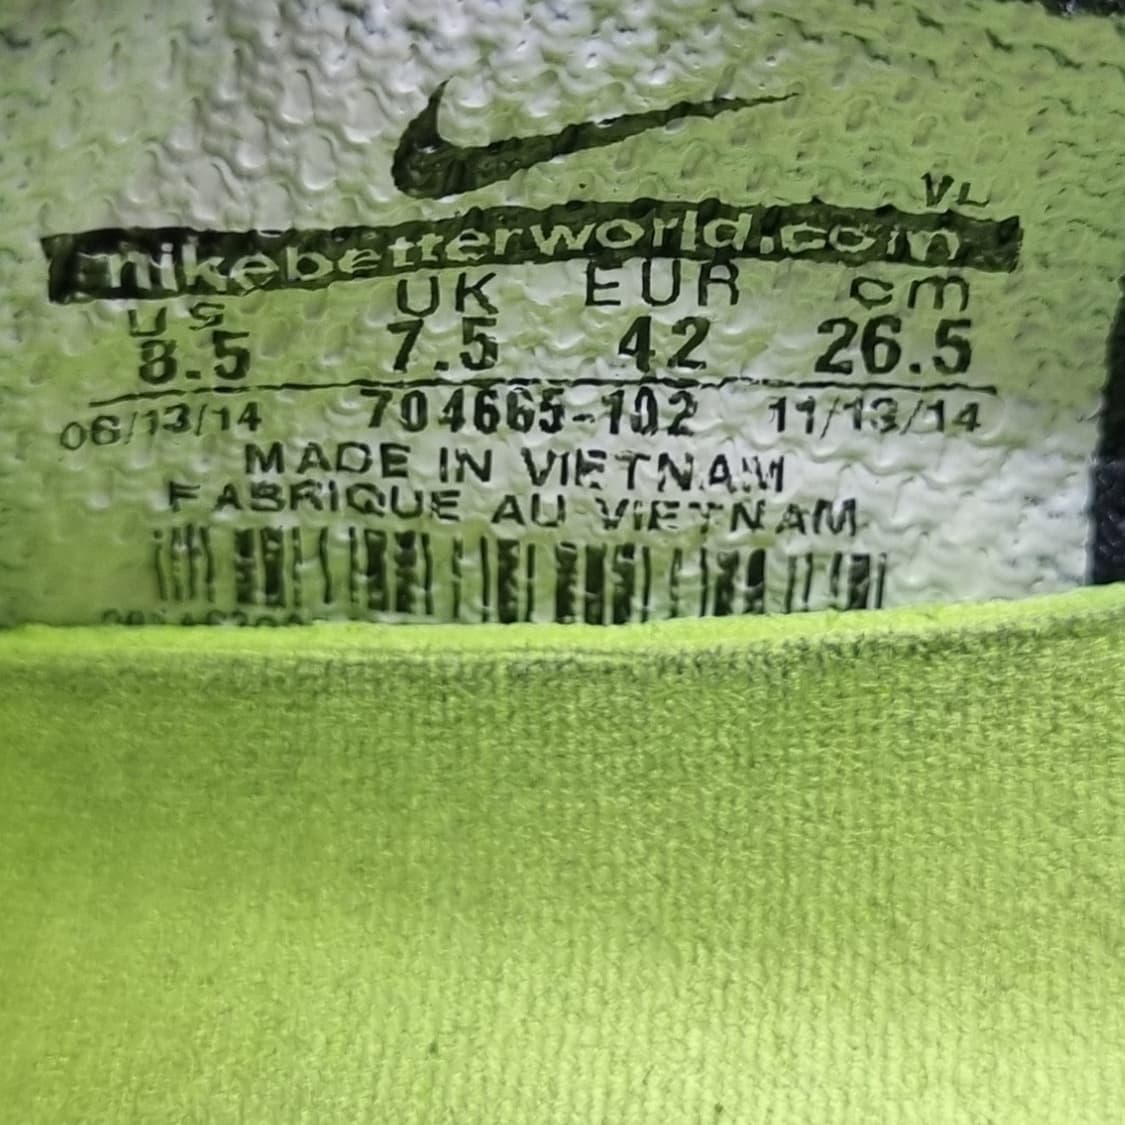 VL
nikebetterworld.com
US UK EUR cm
8.5 7.5 42 26.5
06/13/14 704665-102 11/13/14
MADE IN VIETNAM
FABRIQUE AU VIETNAM